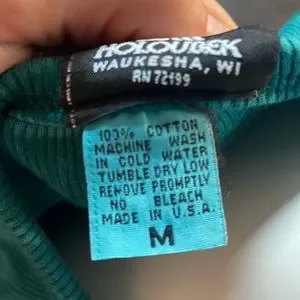 HOLOUBEK
WAUKESHA, WI
RN 72199
100% COTTON
MACHINE WASH
IN COLD WATER
TUMBLE DRY LOW
REMOVE PROMPTLY
NO BLEACH
MADE IN U.S.A.
M